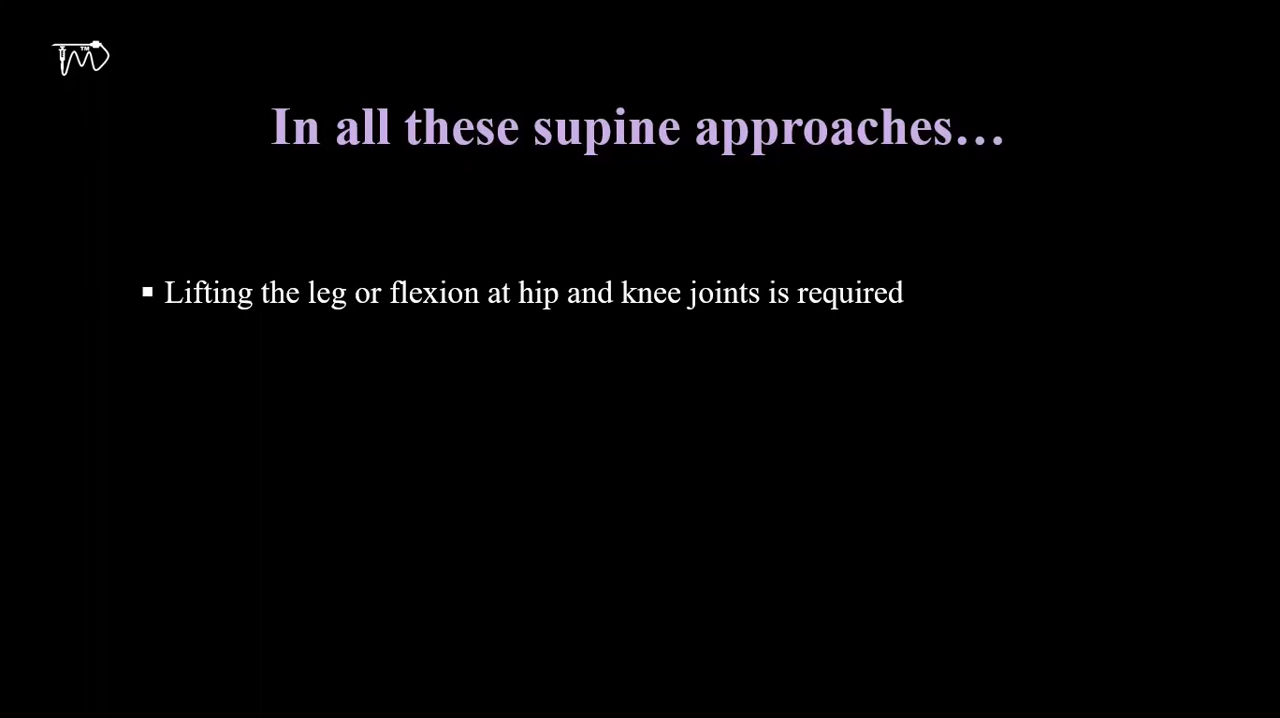 In all these supine approaches…
▪ Lifting the leg or flexion at hip and knee joints is required